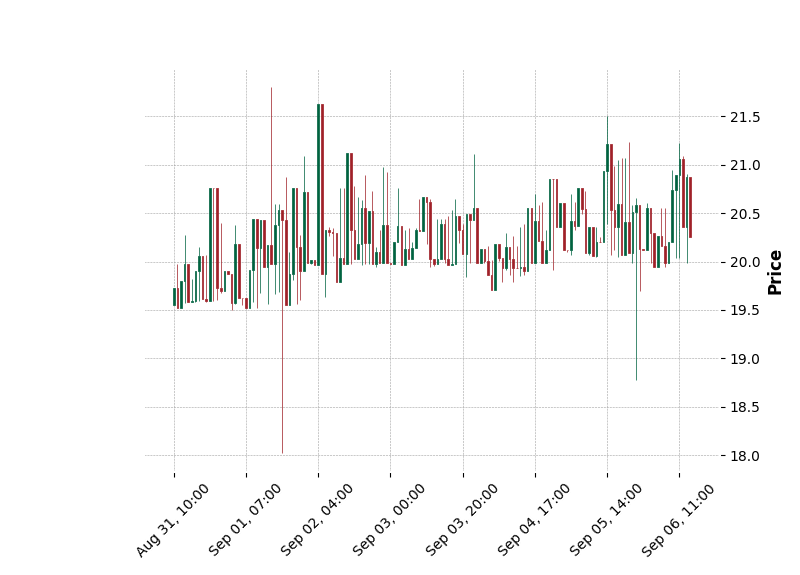 21.5
21.0
20.5
20.0
19.5
19.0
18.5
18.0
Price
Aug 31, 10:00
Sep 01, 07:00
Sep 02, 04:00
Sep 03, 00:00
Sep 03, 20:00
Sep 04, 17:00
Sep 05, 14:00
Sep 06, 11:00